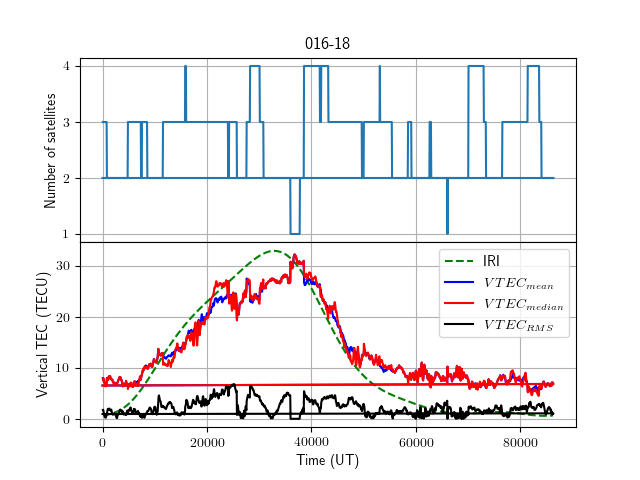 016-18
Number of satellites
4
3
2
1
Vertical TEC (TECU)
30
20
10
0
IRI
VTEC_mean
VTEC_median
VTEC_RMS
0 20000 40000 60000 80000
Time (UT)